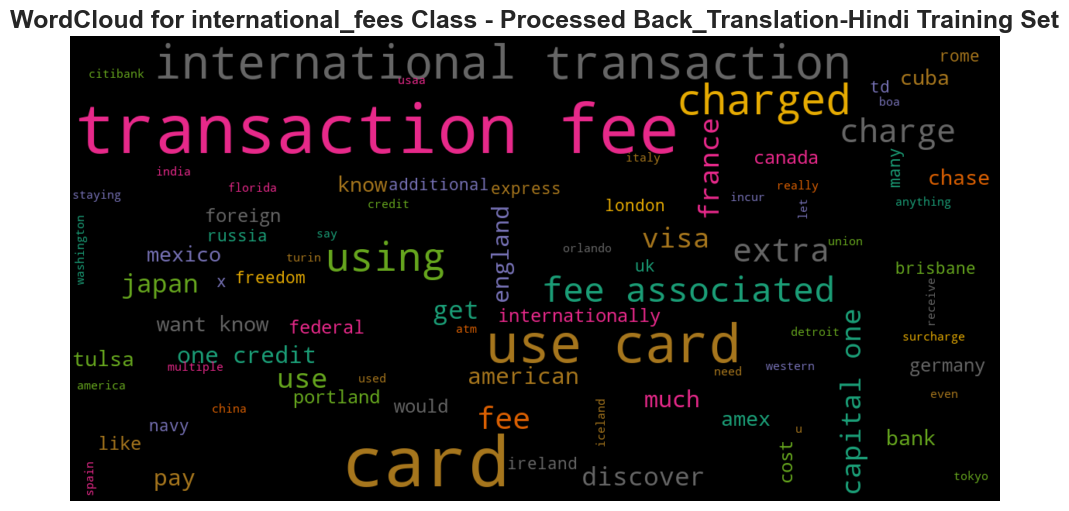 WordCloud for international_fees Class - Processed Back_Translation-Hindi Training Set
international transaction
rome
citibank
usaa
cuba
td
charged
boa
transaction fee
charge
france
italy
canada
many
india
know
additional
express
chase
staying
florida
really
incur
credit
london
let
anything
foreign
washington
russia
say
england
visa
union
mexico
turin
using
orlando
extra
x
freedom
uk
brisbane
japan
fee associated
receive
get
internationally
want know
federal
atm
detroit
capital one
surcharge
one credit
use card
tulsa
multiple
need
western
germany
america
use
used
american
even
portland
much
china
would
fee
iceland
amex
navy
u
like
bank
card
cost
spain
pay
ireland
discover
tokyo